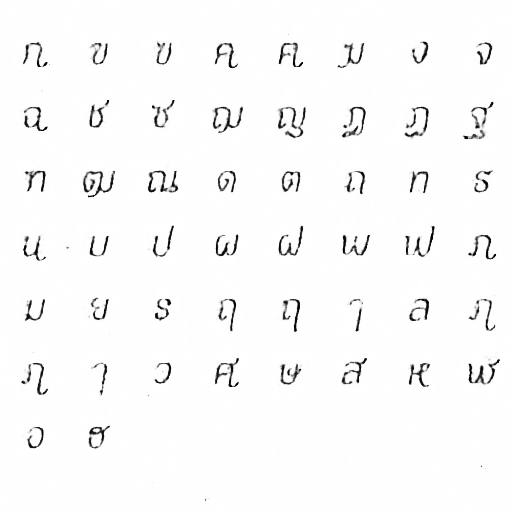 ก ข ฃ ค ฅ ฆ ง จ
ฉ ช ซ ฌ ญ ฎ ฏ ฐ
ฑ ฒ ณ ด ต ถ ท ธ
น บ ป ผ ฝ พ ฟ ภ
ม ย ร ฤ ฤ ๅ ล ฦ
ฦ ๅ ว ศ ษ ส ห ฬ
อ ฮ